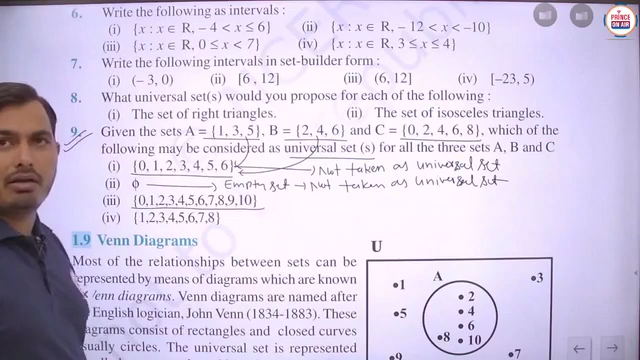 6. Write the following as intervals :
(i) {x : x ∈ R, – 4 < x ≤ 6} (ii) {x : x ∈ R, – 12 < x < –10}
(iii) {x : x ∈ R, 0 ≤ x < 7} (iv) {x : x ∈ R, 3 ≤ x ≤ 4}
7. Write the following intervals in set-builder form :
(i) (– 3, 0) (ii) [6 , 12] (iii) (6, 12] (iv) [–23, 5)
8. What universal set(s) would you propose for each of the following :
(i) The set of right triangles. (ii) The set of isosceles triangles.
9. Given the sets A = {1, 3, 5}, B = {2, 4, 6} and C = {0, 2, 4, 6, 8}, which of the
following may be considered as universal set (s) for all the three sets A, B and C
(i) {0, 1, 2, 3, 4, 5, 6} → Not taken as universal set
(ii) ϕ → Empty set → Not taken as universal set
(iii) {0,1,2,3,4,5,6,7,8,9,10}
(iv) {1,2,3,4,5,6,7,8}
1.9 Venn Diagrams
Most of the relationships between sets can be
represented by means of diagrams which are known
Venn diagrams. Venn diagrams are named after
English logician, John Venn (1834-1883). These
diagrams consist of rectangles and closed curves
usually circles. The universal set is represented
U
A
•1
•3
•2
•4
•5
•6
•8
•10
•7
•9
PRINCE
ON AIR